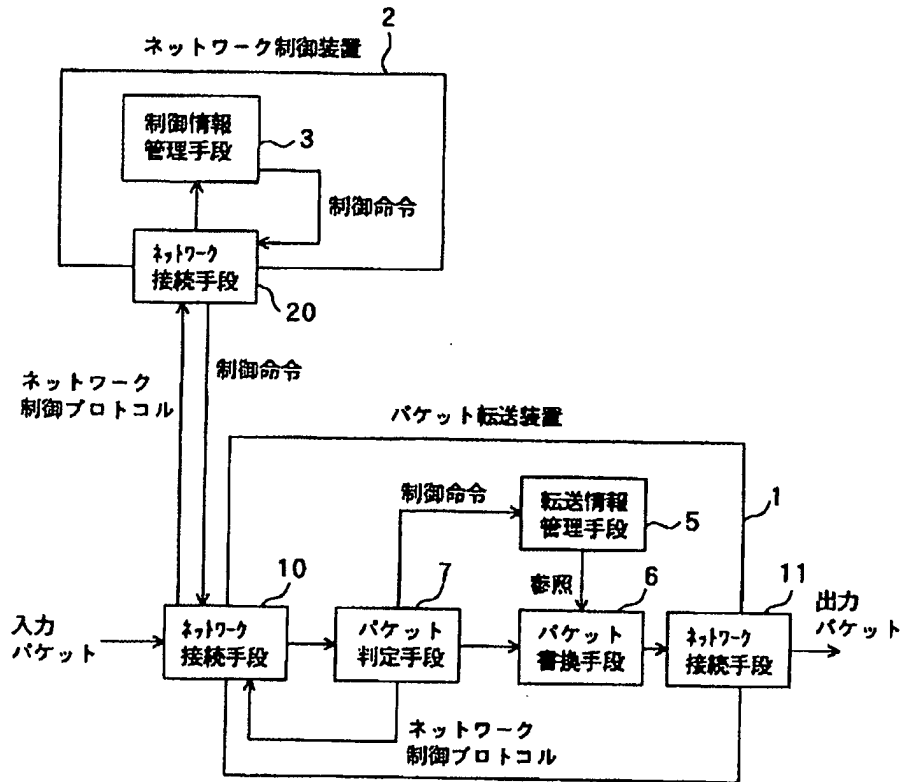 2
ネットワーク制御装置
制御情報
管理手段
3
制御命令
ネットワーク
接続手段
20
ネットワーク
制御プロトコル
制御命令
パケット転送装置
制御命令
転送情報
管理手段
5
1
参照
10
7
6
11
入力
パケット
ネットワーク
接続手段
パケット
判定手段
パケット
書換手段
ネットワーク
接続手段
出力
パケット
ネットワーク
制御プロトコル